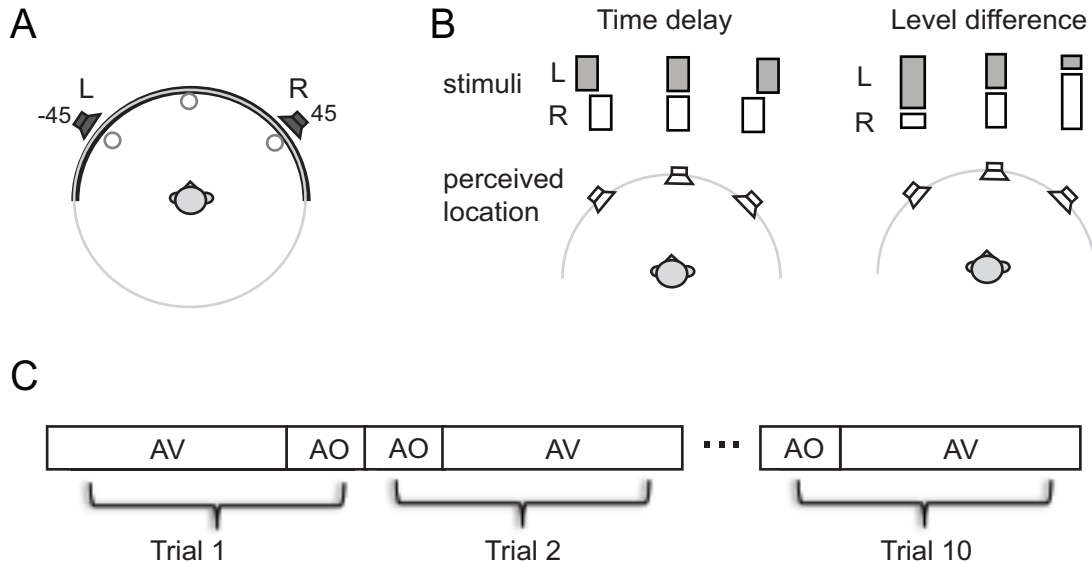 A
L
R
-45
45
B
Time delay
Level difference
stimuli
L
R
L
R
perceived
location
C
AV
AO
AO
AV
...
AO
AV
Trial 1
Trial 2
Trial 10